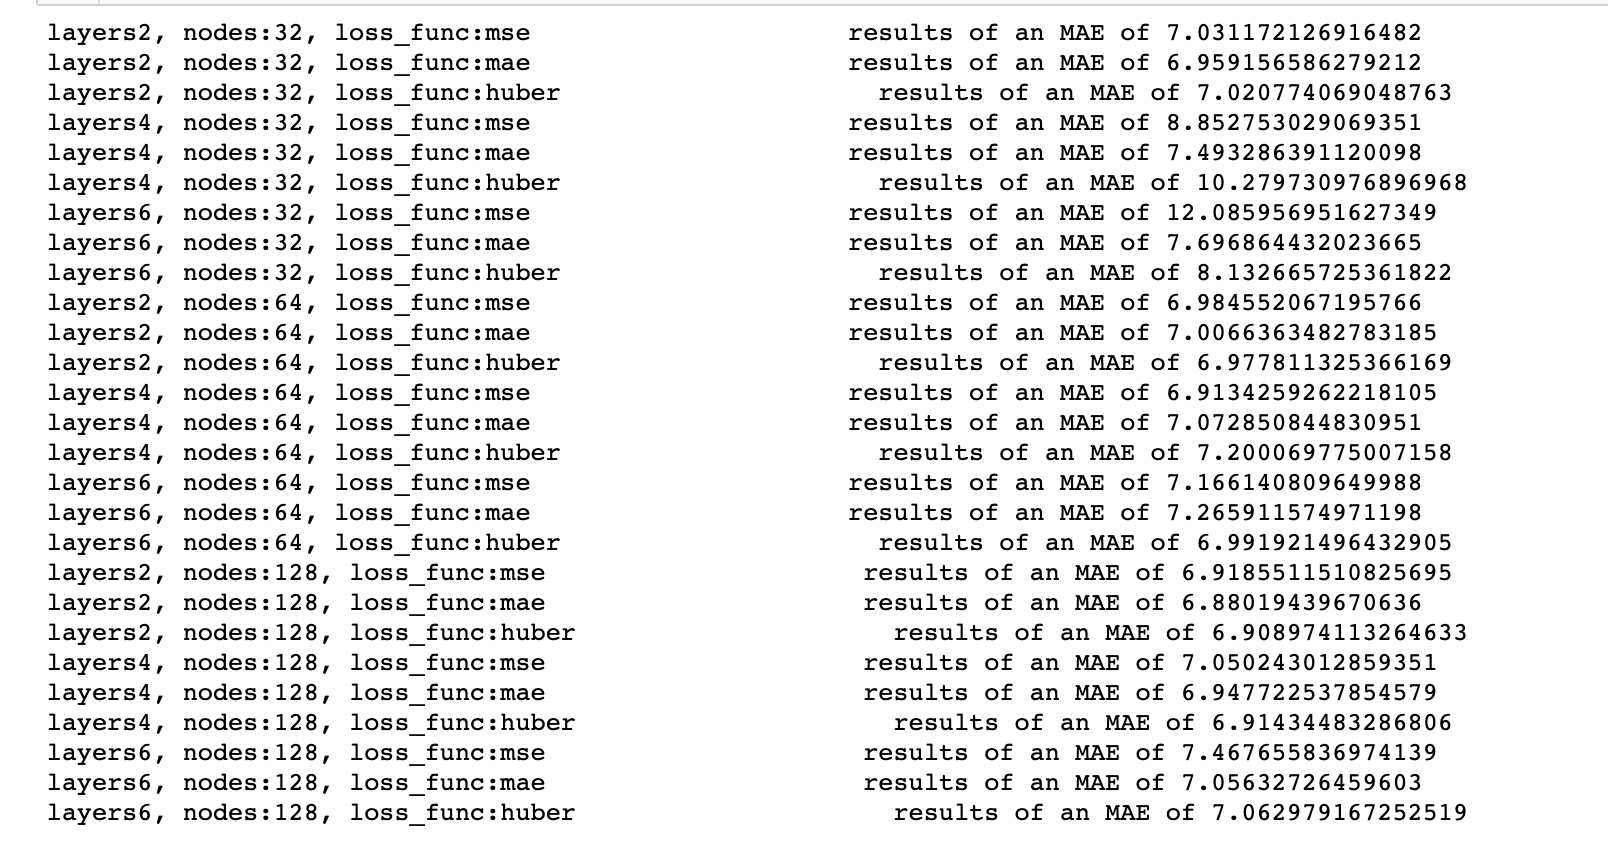 layers2, nodes:32, loss_func:mse results of an MAE of 7.031172126916482
layers2, nodes:32, loss_func:mae results of an MAE of 6.959156586279212
layers2, nodes:32, loss_func:huber results of an MAE of 7.020774069048763
layers4, nodes:32, loss_func:mse results of an MAE of 8.852753029069351
layers4, nodes:32, loss_func:mae results of an MAE of 7.493286391120098
layers4, nodes:32, loss_func:huber results of an MAE of 10.279730976896968
layers6, nodes:32, loss_func:mse results of an MAE of 12.085956951627349
layers6, nodes:32, loss_func:mae results of an MAE of 7.696864432023665
layers6, nodes:32, loss_func:huber results of an MAE of 8.132665725361822
layers2, nodes:64, loss_func:mse results of an MAE of 6.984552067195766
layers2, nodes:64, loss_func:mae results of an MAE of 7.0066363482783185
layers2, nodes:64, loss_func:huber results of an MAE of 6.977811325366169
layers4, nodes:64, loss_func:mse results of an MAE of 6.9134259262218105
layers4, nodes:64, loss_func:mae results of an MAE of 7.072850844830951
layers4, nodes:64, loss_func:huber results of an MAE of 7.200069775007158
layers6, nodes:64, loss_func:mse results of an MAE of 7.166140809649988
layers6, nodes:64, loss_func:mae results of an MAE of 7.265911574971198
layers6, nodes:64, loss_func:huber results of an MAE of 6.991921496432905
layers2, nodes:128, loss_func:mse results of an MAE of 6.9185511510825695
layers2, nodes:128, loss_func:mae results of an MAE of 6.88019439670636
layers2, nodes:128, loss_func:huber results of an MAE of 6.908974113264633
layers4, nodes:128, loss_func:mse results of an MAE of 7.050243012859351
layers4, nodes:128, loss_func:mae results of an MAE of 6.947722537854579
layers4, nodes:128, loss_func:huber results of an MAE of 6.91434483286806
layers6, nodes:128, loss_func:mse results of an MAE of 7.467655836974139
layers6, nodes:128, loss_func:mae results of an MAE of 7.05632726459603
layers6, nodes:128, loss_func:huber results of an MAE of 7.062979167252519